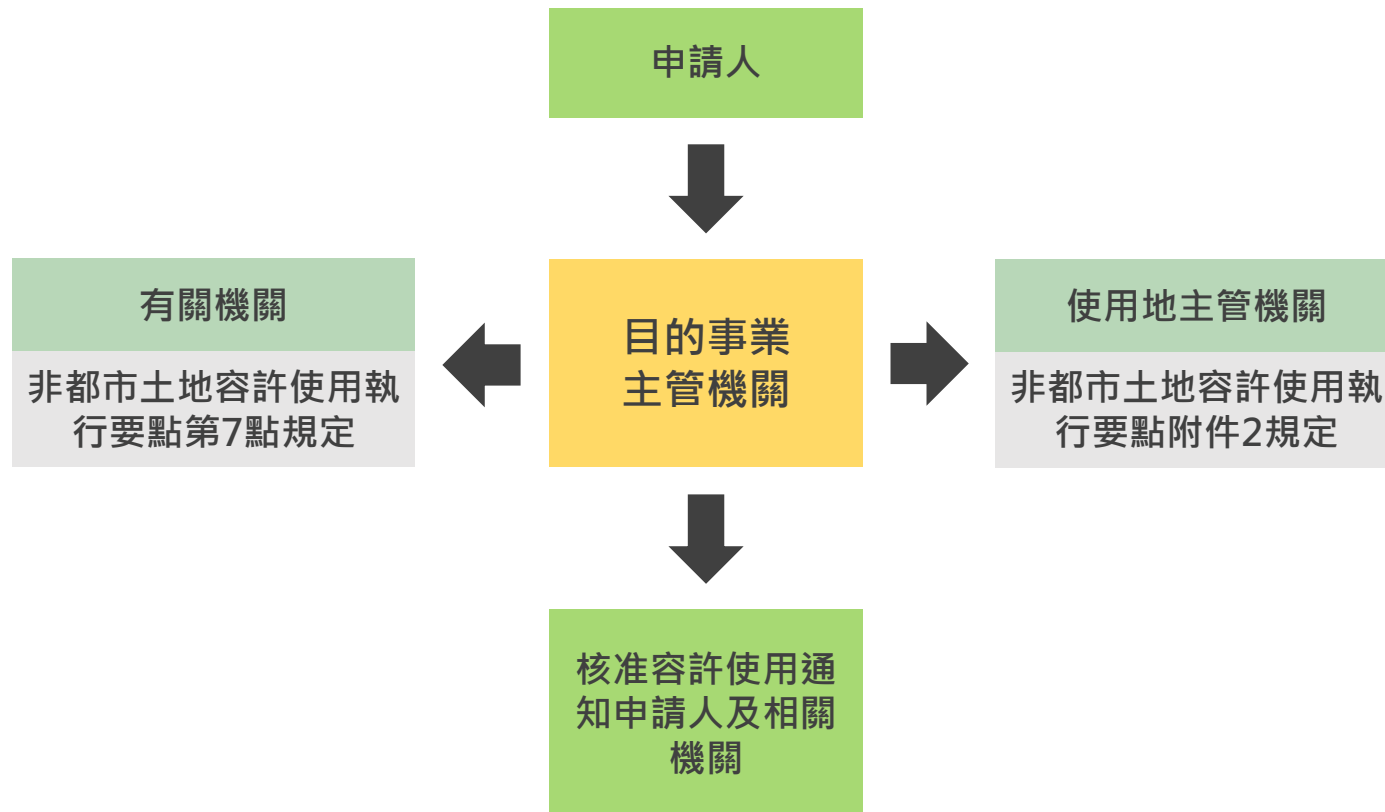 申請人
有關機關
非都市土地容許使用執
行要點第7點規定
目的事業
主管機關
使用地主管機關
非都市土地容許使用執
行要點附件2規定
核准容許使用通
知申請人及相關
機關